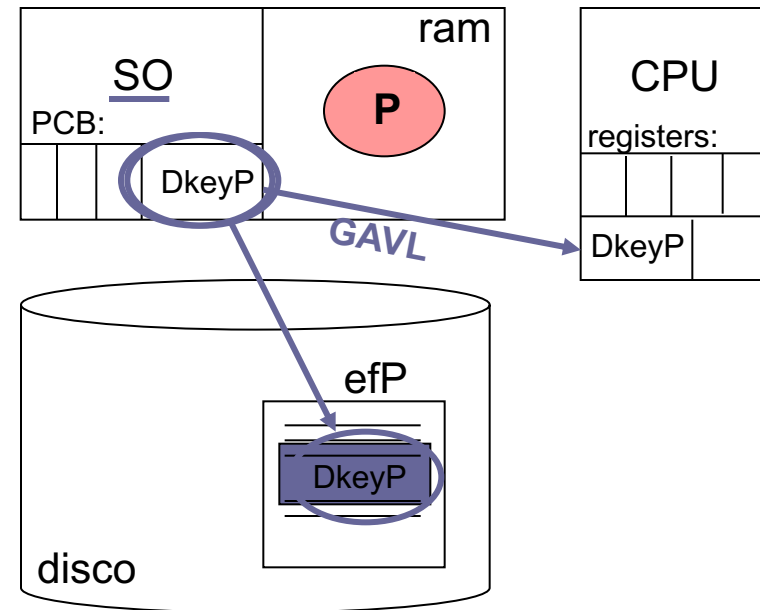 ram
SO
CPU
P
PCB:
registers:
DkeyP
GAVL
DkeyP
efP
DkeyP
disco